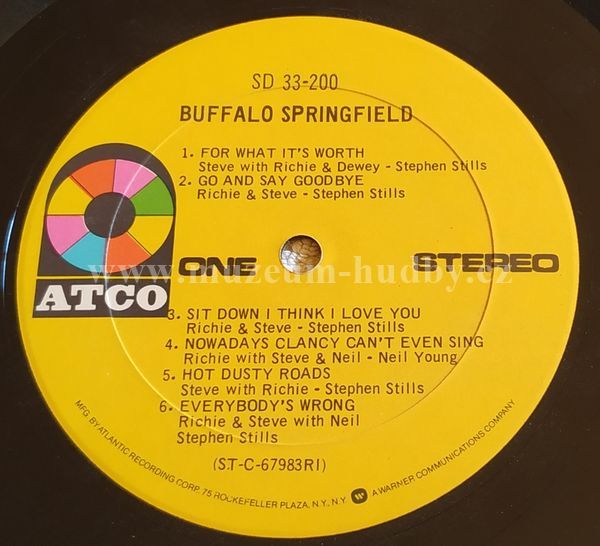 SD 33-200
BUFFALO SPRINGFIELD
1. FOR WHAT IT'S WORTH
Steve with Richie & Dewey - Stephen Stills
2. GO AND SAY GOODBYE
Richie & Steve - Stephen Stills
ATCO
ONE
STEREO
www.muzeum-hudby.cz
3. SIT DOWN I THINK I LOVE YOU
Richie & Steve - Stephen Stills
4. NOWADAYS CLANCY CAN'T EVEN SING
Richie with Steve & Neil - Neil Young
5. HOT DUSTY ROADS
Steve with Richie - Stephen Stills
6. EVERYBODY'S WRONG
Richie & Steve with Neil
Stephen Stills
(ST-C-67983RI)
MFG. BY ATLANTIC RECORDING CORP. 75 ROCKEFELLER PLAZA, N.Y., N.Y. A WARNER COMMUNICATIONS COMPANY